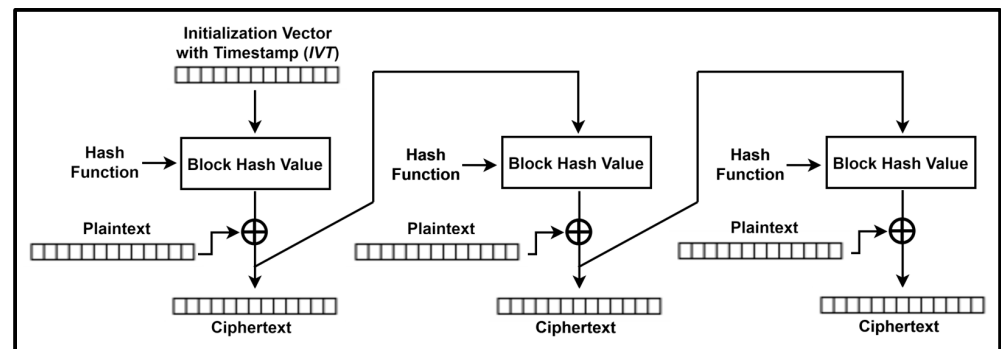 Initialization Vector
with Timestamp (IVT)
Hash
Function
Block Hash Value
Plaintext
Ciphertext
Hash
Function
Block Hash Value
Plaintext
Ciphertext
Hash
Function
Block Hash Value
Plaintext
Ciphertext